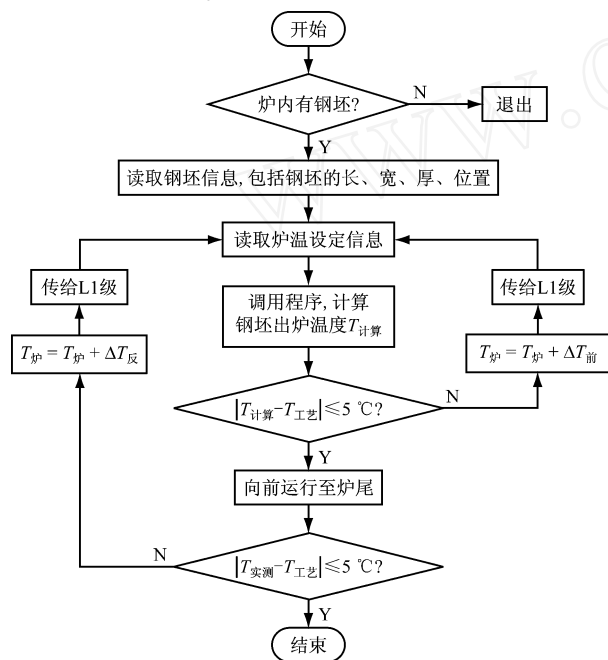 开始
炉内有钢坯?
N
退出
Y
读取钢坯信息,包括钢坯的长、宽、厚、位置
读取炉温设定信息
传给L1级
传给L1级
调用程序,计算
钢坯出炉温度T计算
T炉 = T炉 + ΔT反
T炉 = T炉 + ΔT前
|T计算−T工艺|≤5 ℃?
N
Y
向前运行至炉尾
N
|T实测−T工艺|≤5 ℃?
Y
结束